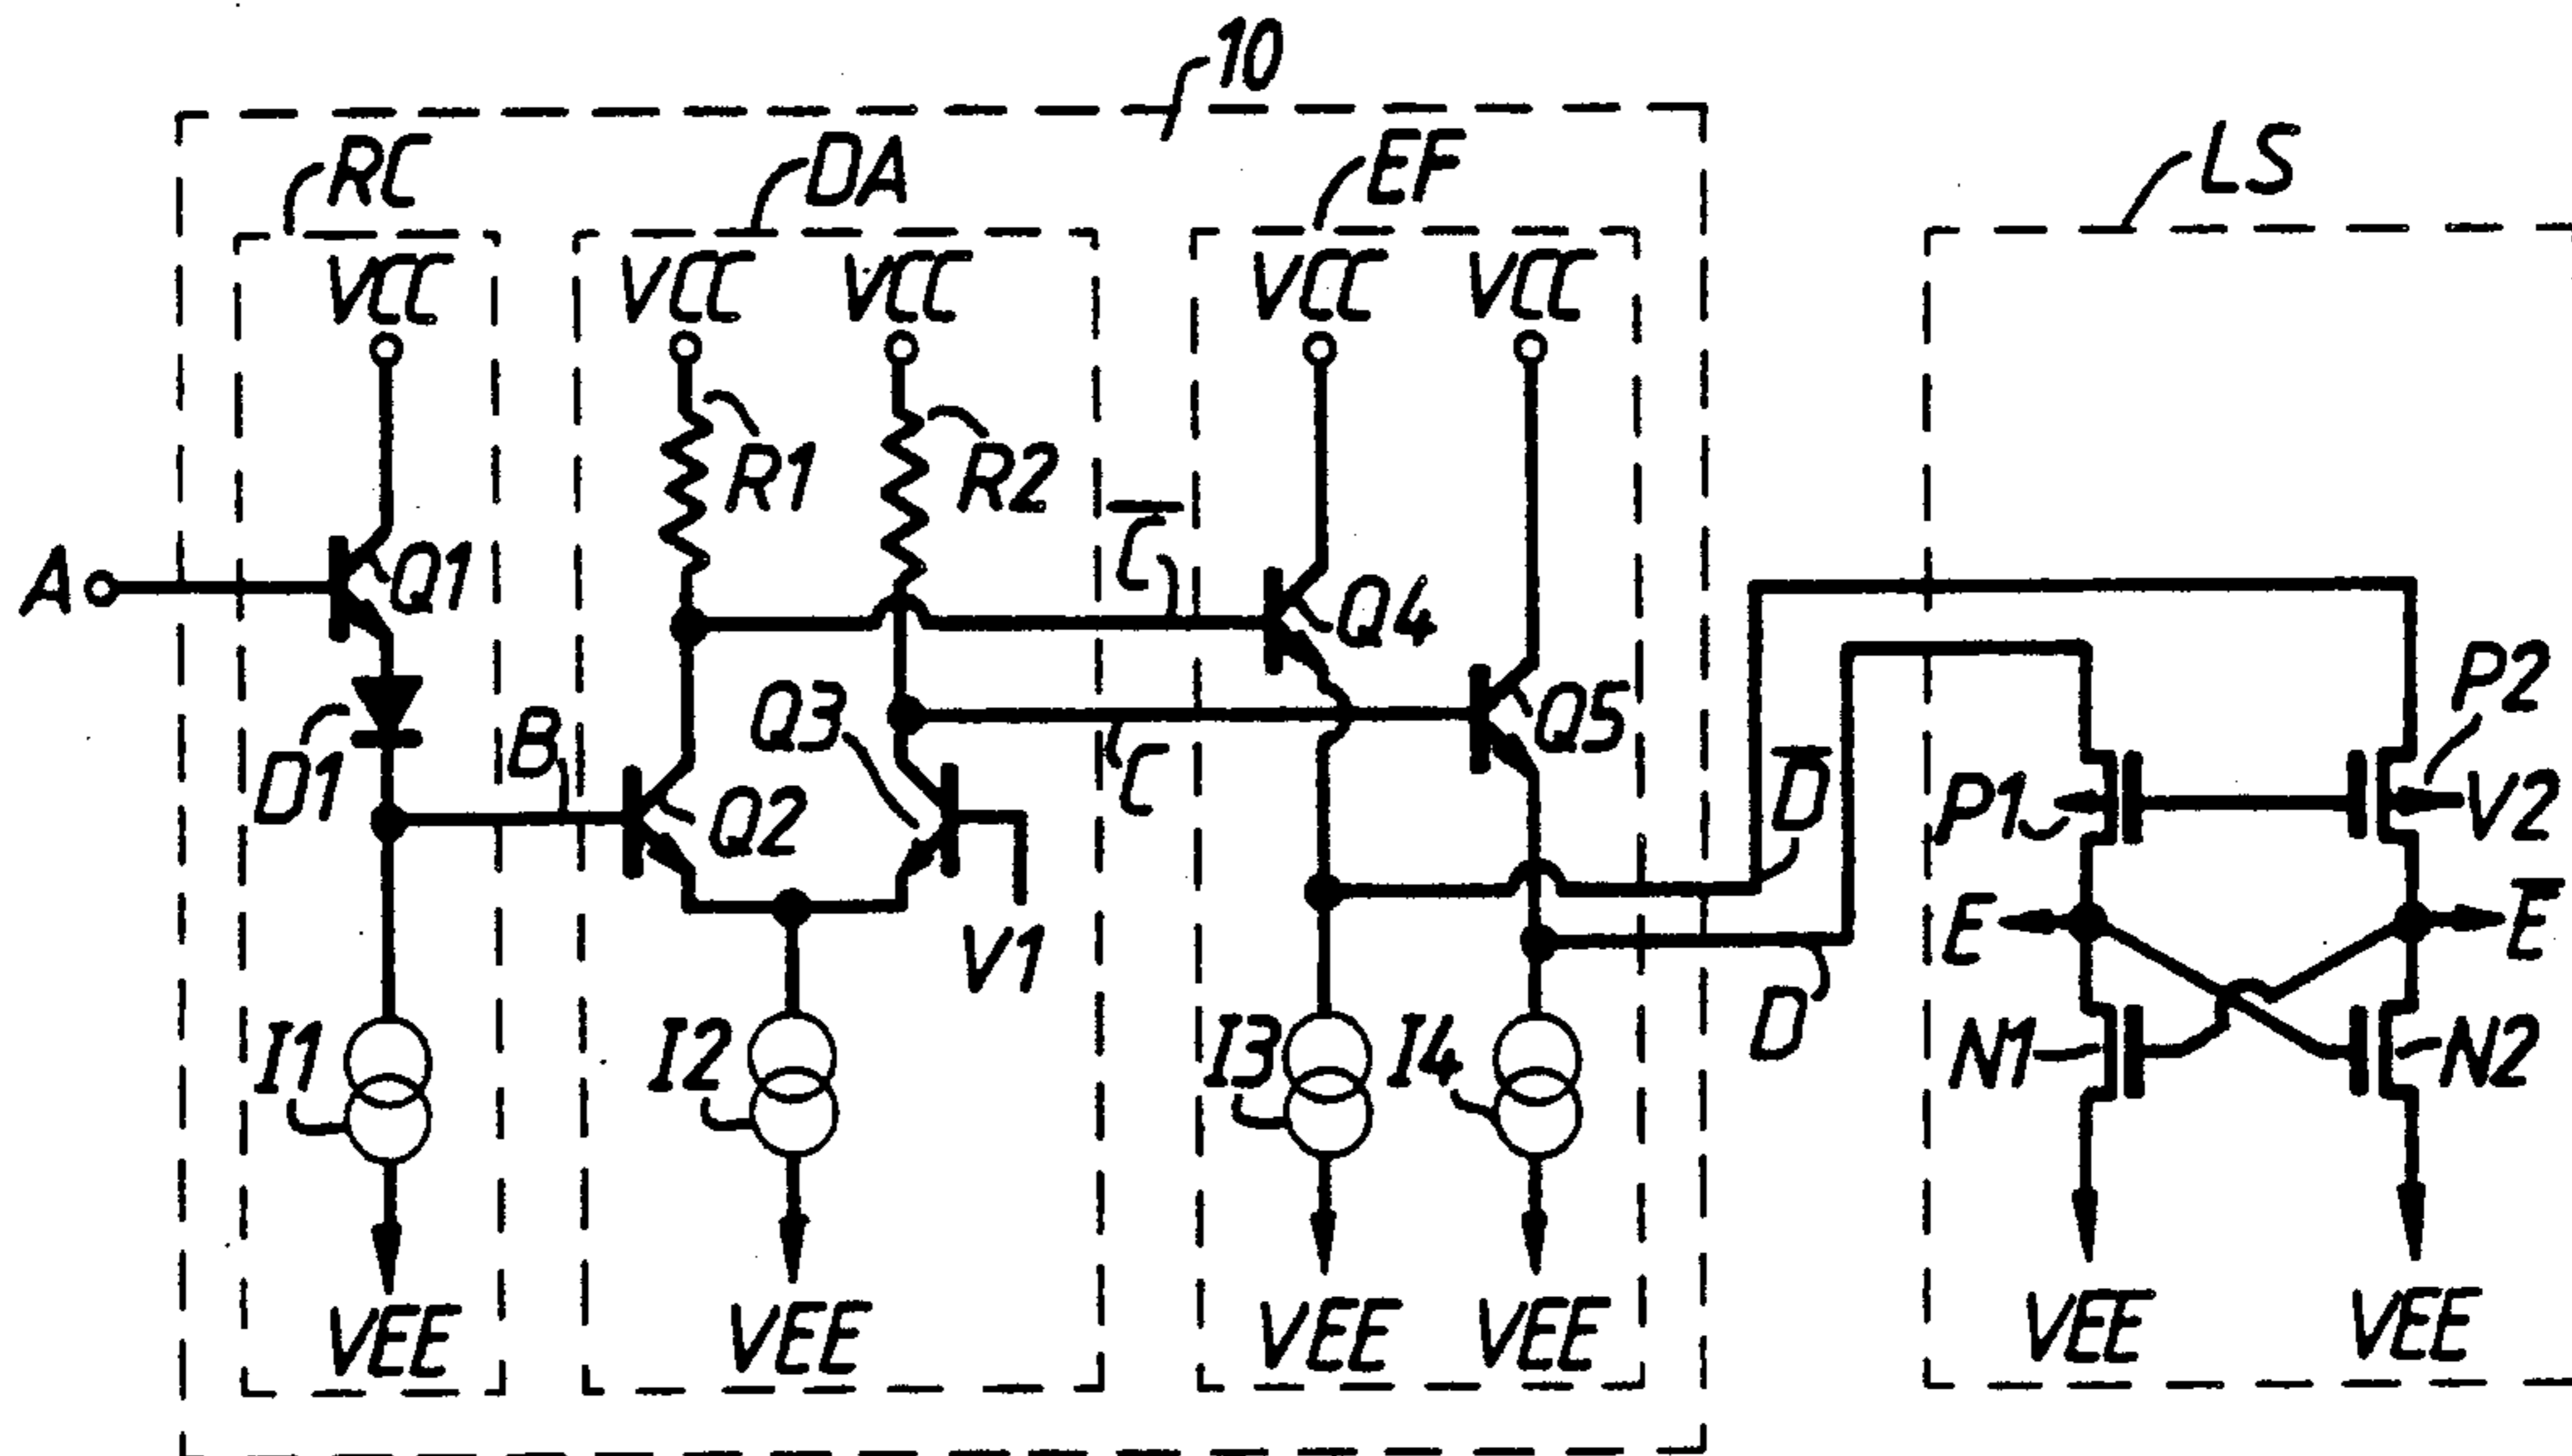 10
RC
DA
EF
LS
VCC
VCC
VCC
VCC
VCC
R1
R2
C̅
A
Q1
Q4
P2
D1
B
Q3
Q2
C
Q5
D̅
P1
V2
E
E̅
V1
D
I1
I2
I3
I4
N1
N2
VEE
VEE
VEE
VEE
VEE
VEE